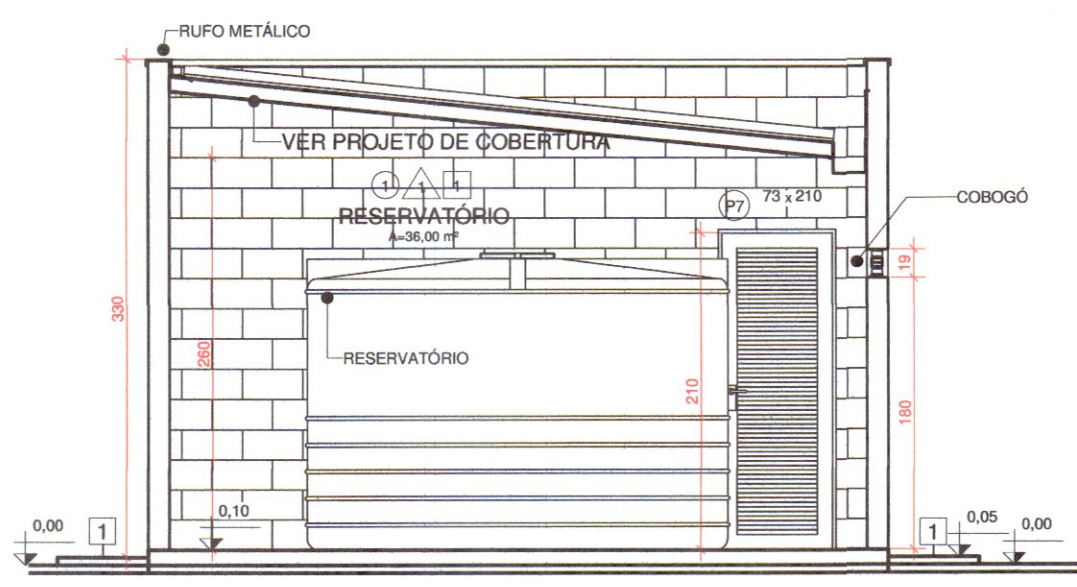 RUFO METÁLICO
VER PROJETO DE COBERTURA
1 1 1
RESERVATÓRIO
A=36,00 m²
P7 73 x 210
COBOGÓ
19
330
260
RESERVATÓRIO
210
180
0,00 1
0,10
1 0,05 0,00